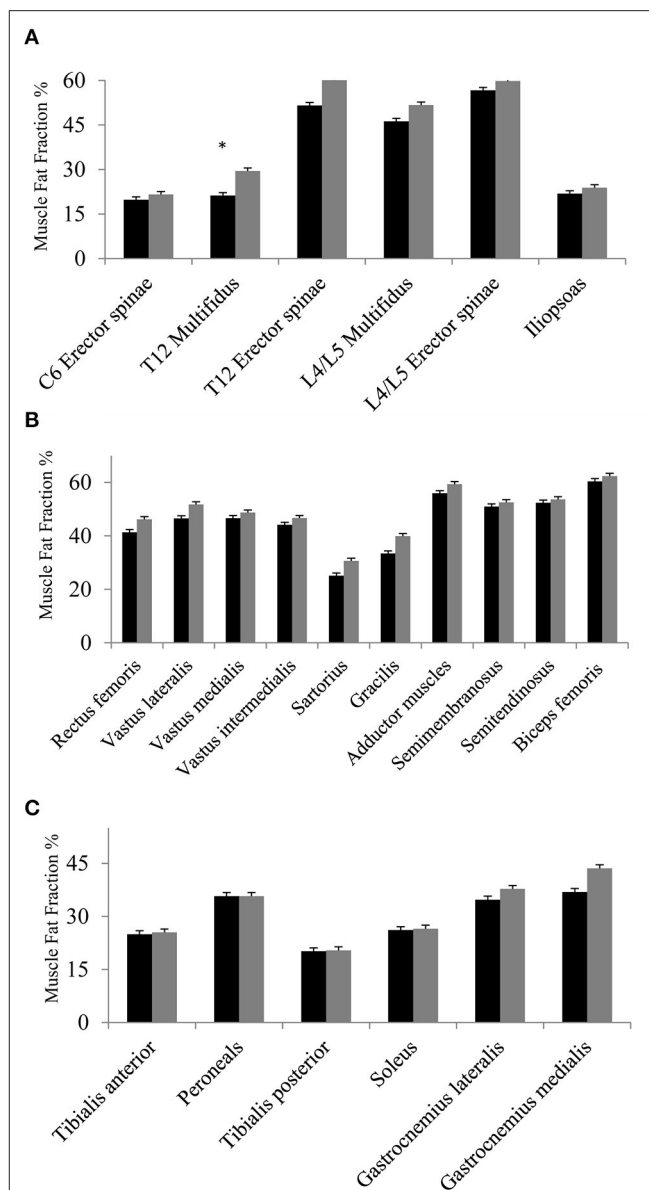 A
Muscle Fat Fraction %
60
45
30
15
0
*
C6 Erector spinae
T12 Multifidus
T12 Erector spinae
L4/L5 Multifidus
L4/L5 Erector spinae
Iliopsoas
B
Muscle Fat Fraction %
60
40
20
0
Rectus femoris
Vastus lateralis
Vastus medialis
Vastus intermedialis
Sartorius
Gracilis
Adductor muscles
Semimembranosus
Semitendinosus
Biceps femoris
C
Muscle Fat Fraction %
45
30
15
0
Tibialis anterior
Peroneals
Tibialis posterior
Soleus
Gastrocnemius lateralis
Gastrocnemius medialis